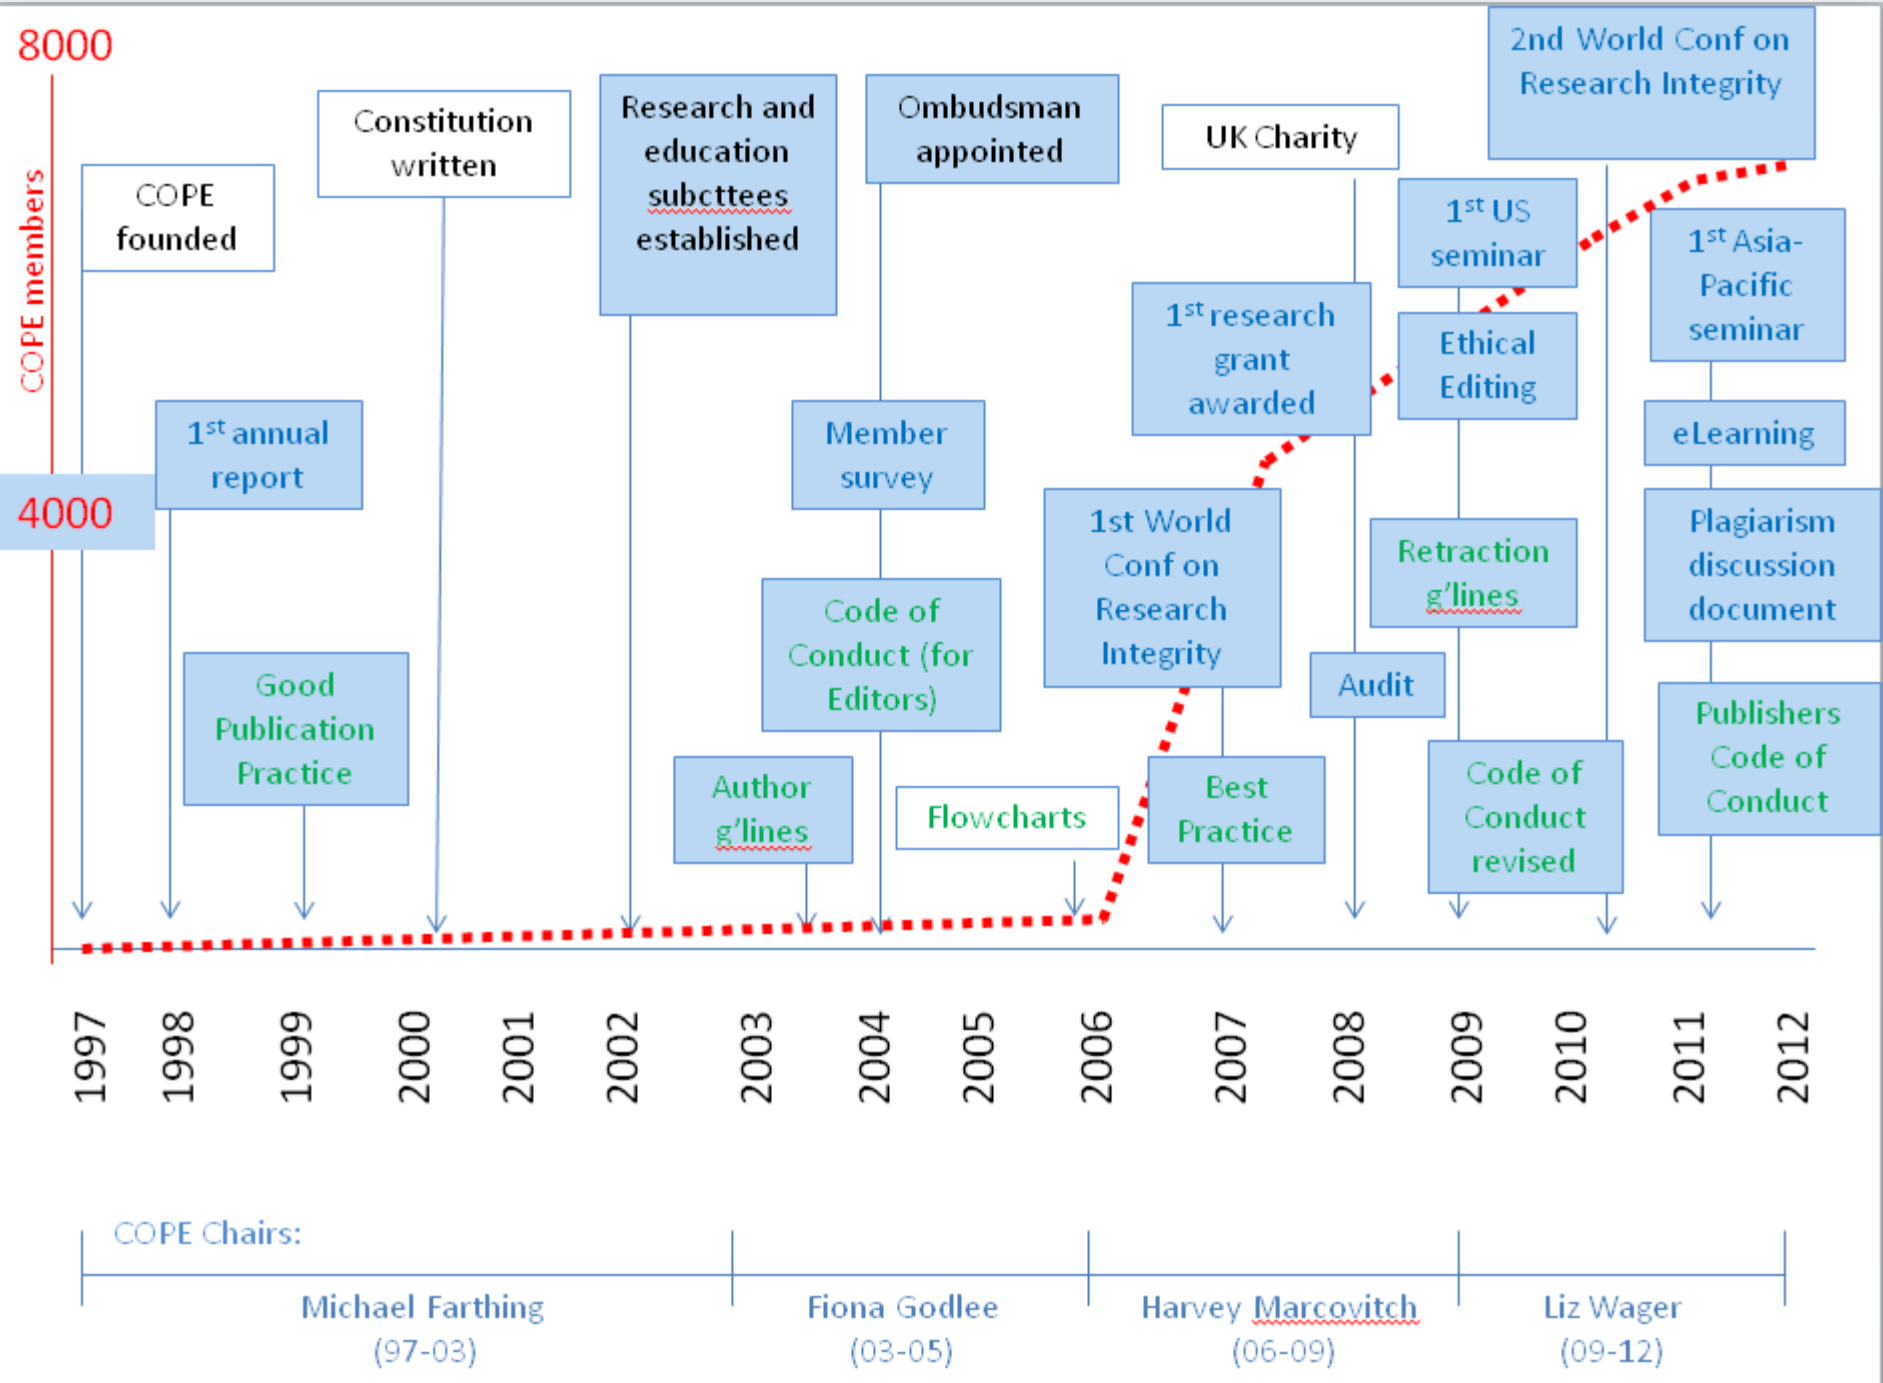 8000
COPE members
4000
COPE
founded
1st annual
report
Good
Publication
Practice
Constitution
written
Research and
education
subcttees
established
Author
g'lines
Ombudsman
appointed
Member
survey
Code of
Conduct (for
Editors)
Flowcharts
1st World
Conf on
Research
Integrity
Best
Practice
UK Charity
1st research
grant
awarded
Audit
1st US
seminar
Ethical
Editing
Retraction
g'lines
Code of
Conduct
revised
2nd World Conf on
Research Integrity
1st Asia-
Pacific
seminar
eLearning
Plagiarism
discussion
document
Publishers
Code of
Conduct
1997
1998
1999
2000
2001
2002
2003
2004
2005
2006
2007
2008
2009
2010
2011
2012
COPE Chairs:
Michael Farthing
(97-03)
Fiona Godlee
(03-05)
Harvey Marcovitch
(06-09)
Liz Wager
(09-12)